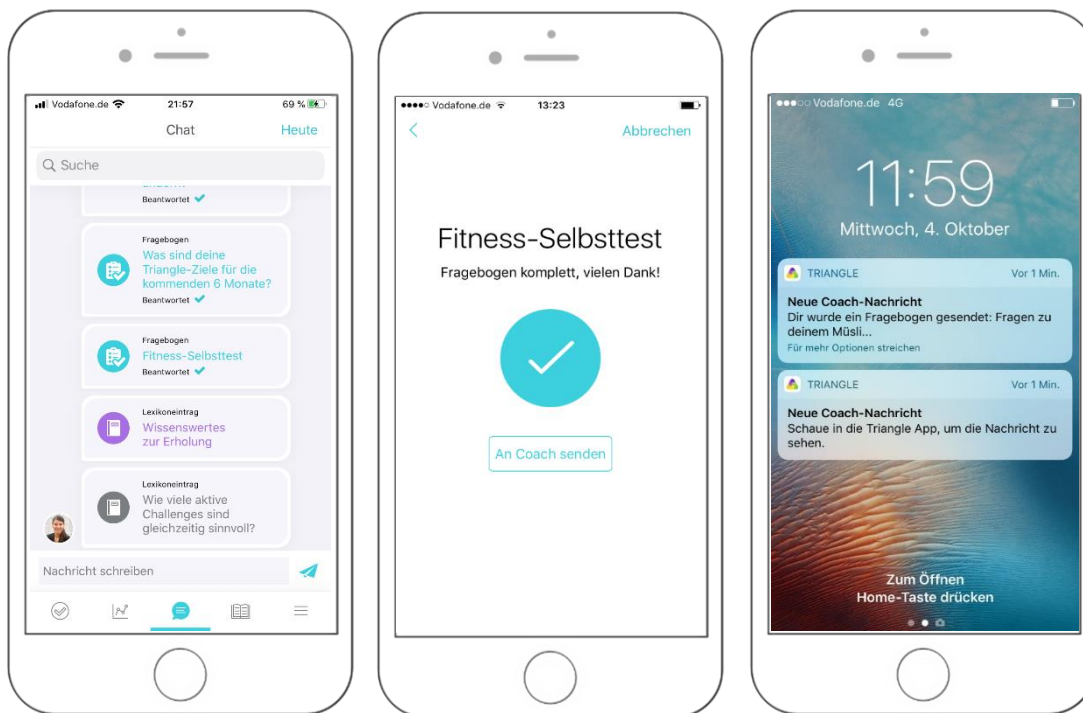 Vodafone.de 21:57 69 %
Chat Heute
Suche
Beantwortet
Fragebogen
Was sind deine
Triangle-Ziele für die
kommenden 6 Monate?
Beantwortet
Fragebogen
Fitness-Selbsttest
Beantwortet
Lexikoneintrag
Wissenswertes
zur Erholung
Lexikoneintrag
Wie viele aktive
Challenges sind
gleichzeitig sinnvoll?
Nachricht schreiben
Vodafone.de 13:23
Abbrechen
Fitness-Selbsttest
Fragebogen komplett, vielen Dank!
An Coach senden
Vodafone.de 4G
11:59
Mittwoch, 4. Oktober
TRIANGLE Vor 1 Min.
Neue Coach-Nachricht
Dir wurde ein Fragebogen gesendet: Fragen zu
deinem Müsli...
Für mehr Optionen streichen
TRIANGLE Vor 1 Min.
Neue Coach-Nachricht
Schaue in die Triangle App, um die Nachricht zu
sehen.
Zum Öffnen
Home-Taste drücken